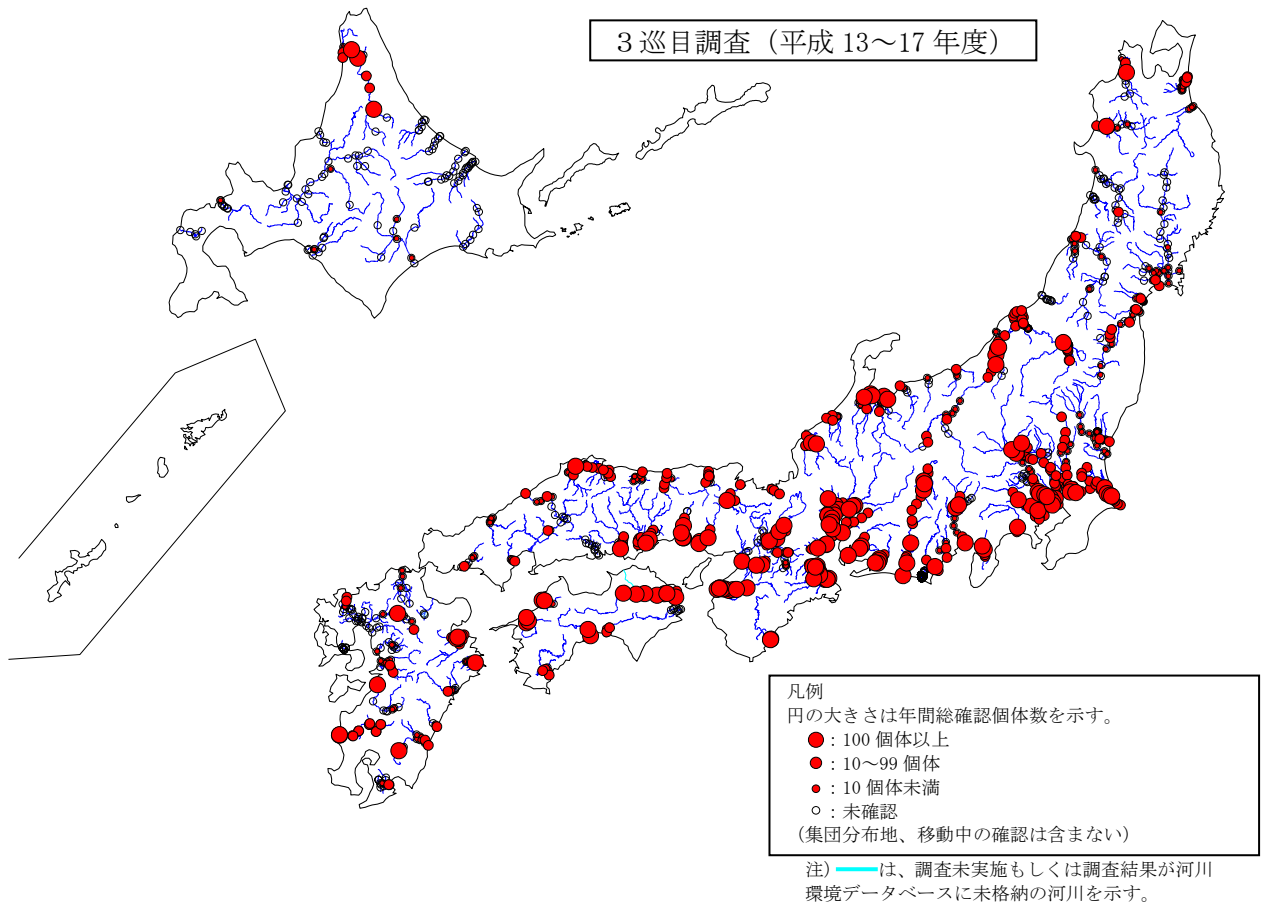 3巡目調査（平成 13～17 年度）
凡例
円の大きさは年間総確認個体数を示す。
：100 個体以上
：10～99 個体
：10 個体未満
：未確認
（集団分布地、移動中の確認は含まない）
注）　は、調査未実施もしくは調査結果が河川
環境データベースに未格納の河川を示す。